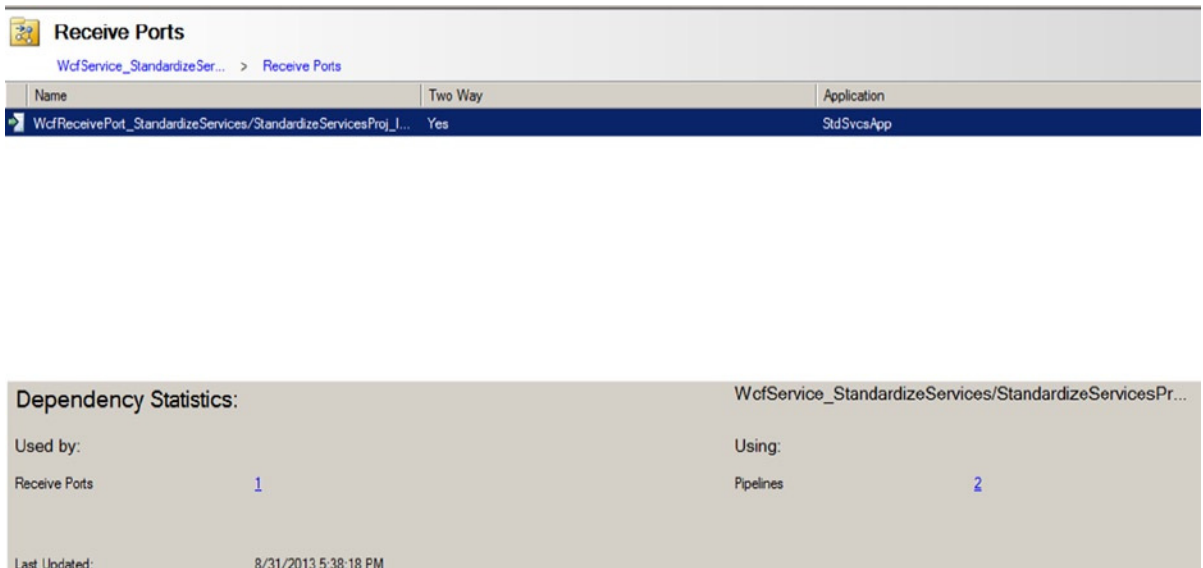 Receive Ports
WcfService_StandardizeSer... > Receive Ports
Name Two Way Application
WcfReceivePort_StandardizeServices/StandardizeServicesProj_I... Yes StdSvcsApp
Dependency Statistics: WcfService_StandardizeServices/StandardizeServicesPr...
Used by: Using:
Receive Ports 1 Pipelines 2
Last Updated: 8/31/2013 5:38:18 PM